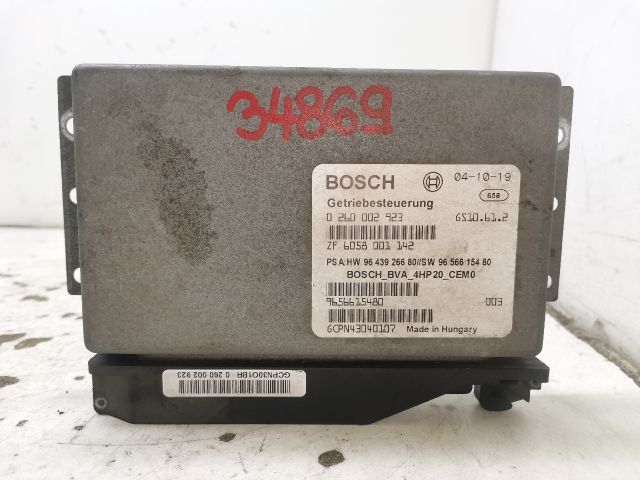 34869
BOSCH 04-10-19
658
Getriebesteuerung
0 260 002 923 GS10.61.2
ZF 6058 001 142
PSA:HW 96 439 266 80//SW 96 566 154 80
BOSCH_BVA_4HP20_CEM0
9656615480 003
GCPN43040107 Made in Hungary
GCPN3001BR 0 260 002 923